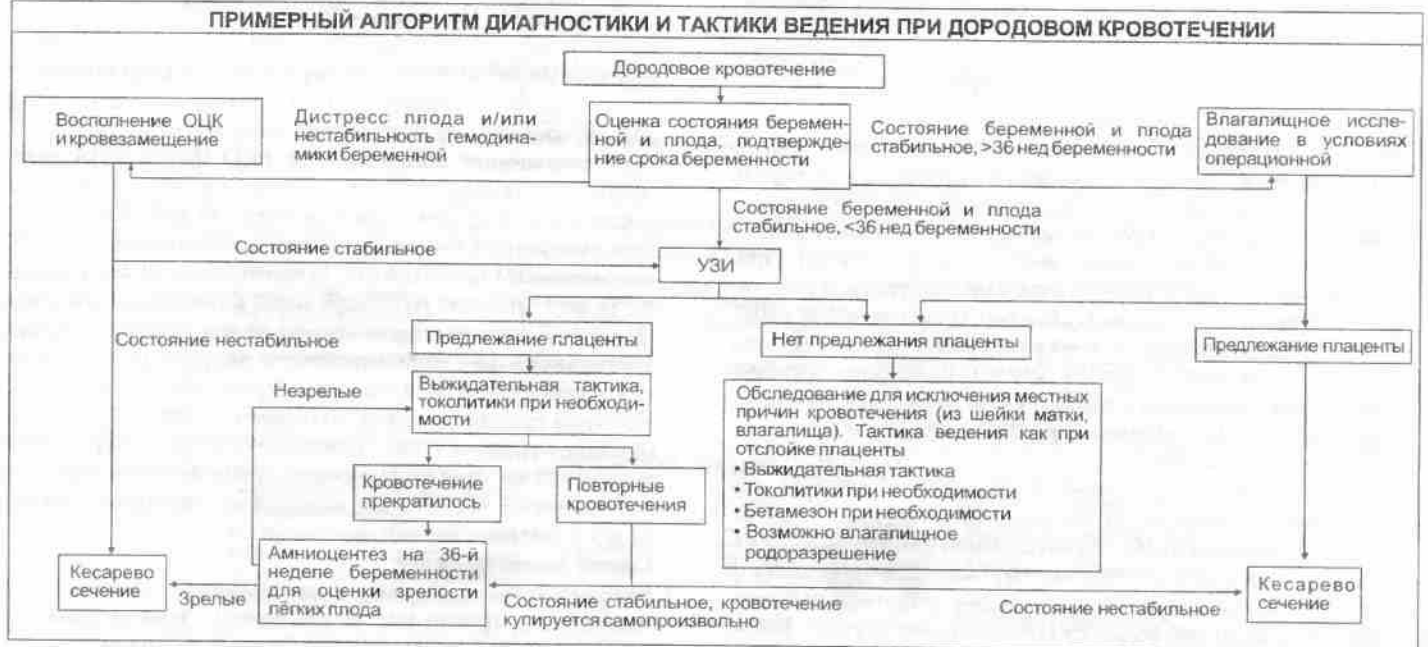 ПРИМЕРНЫЙ АЛГОРИТМ ДИАГНОСТИКИ И ТАКТИКИ ВЕДЕНИЯ ПРИ ДОРОДОВОМ КРОВОТЕЧЕНИИ
Дородовое кровотечение
Восполнение ОЦК
и кровезамещение
Дистресс плода и/или
нестабильность гемодина-
мики беременной
Оценка состояния беремен-
ной и плода, подтвержде-
ние срока беременности
Состояние беременной и плода
стабильное, >36 нед беременности
Влагалищное иссле-
дование в условиях
операционной
Состояние беременной и плода
стабильное, <36 нед беременности
Состояние стабильное
УЗИ
Состояние нестабильное
Предлежание плаценты
Нет предлежания плаценты
Предлежание плаценты
Незрелые
Выжидательная тактика,
токолитики при необходи-
мости
Обследование для исключения местных
причин кровотечения (из шейки матки,
влагалища). Тактика ведения как при
отслойке плаценты
• Выжидательная тактика
• Токолитики при необходимости
• Бетамезон при необходимости
• Возможно влагалищное
родоразрешение
Кровотечение
прекратилось
Повторные
кровотечения
Кесарево
сечение
Зрелые
Амниоцентез на 36-й
неделе беременности
для оценки зрелости
лёгких плода
Состояние стабильное, кровотечение
купируется самопроизвольно
Состояние нестабильное
Кесарево
сечение